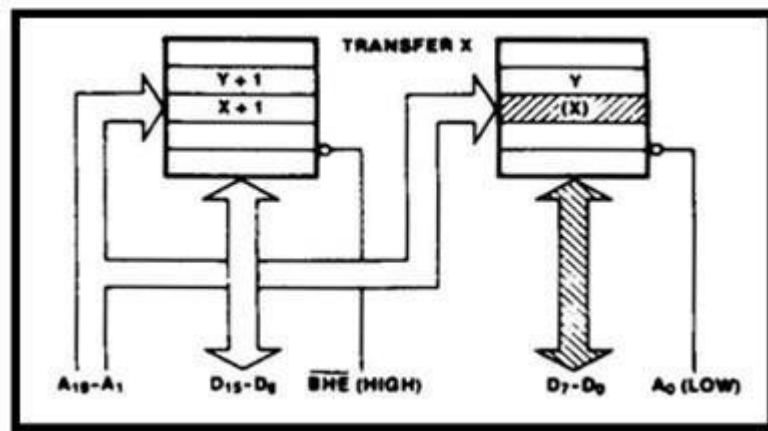 TRANSFER X
Y + 1
Y
X + 1
(X)
A19-A1
D15-D8
BHE (HIGH)
D7-D0
A0 (LOW)